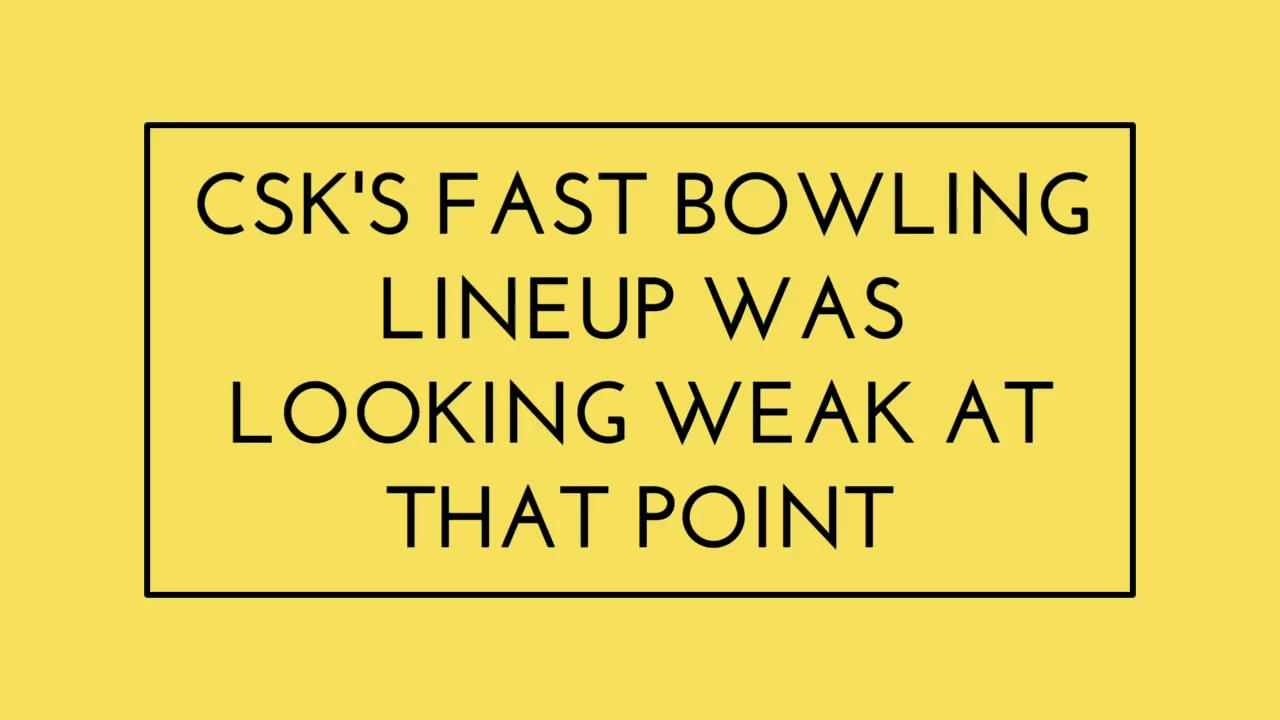 CSK'S FAST BOWLING
LINEUP WAS
LOOKING WEAK AT
THAT POINT